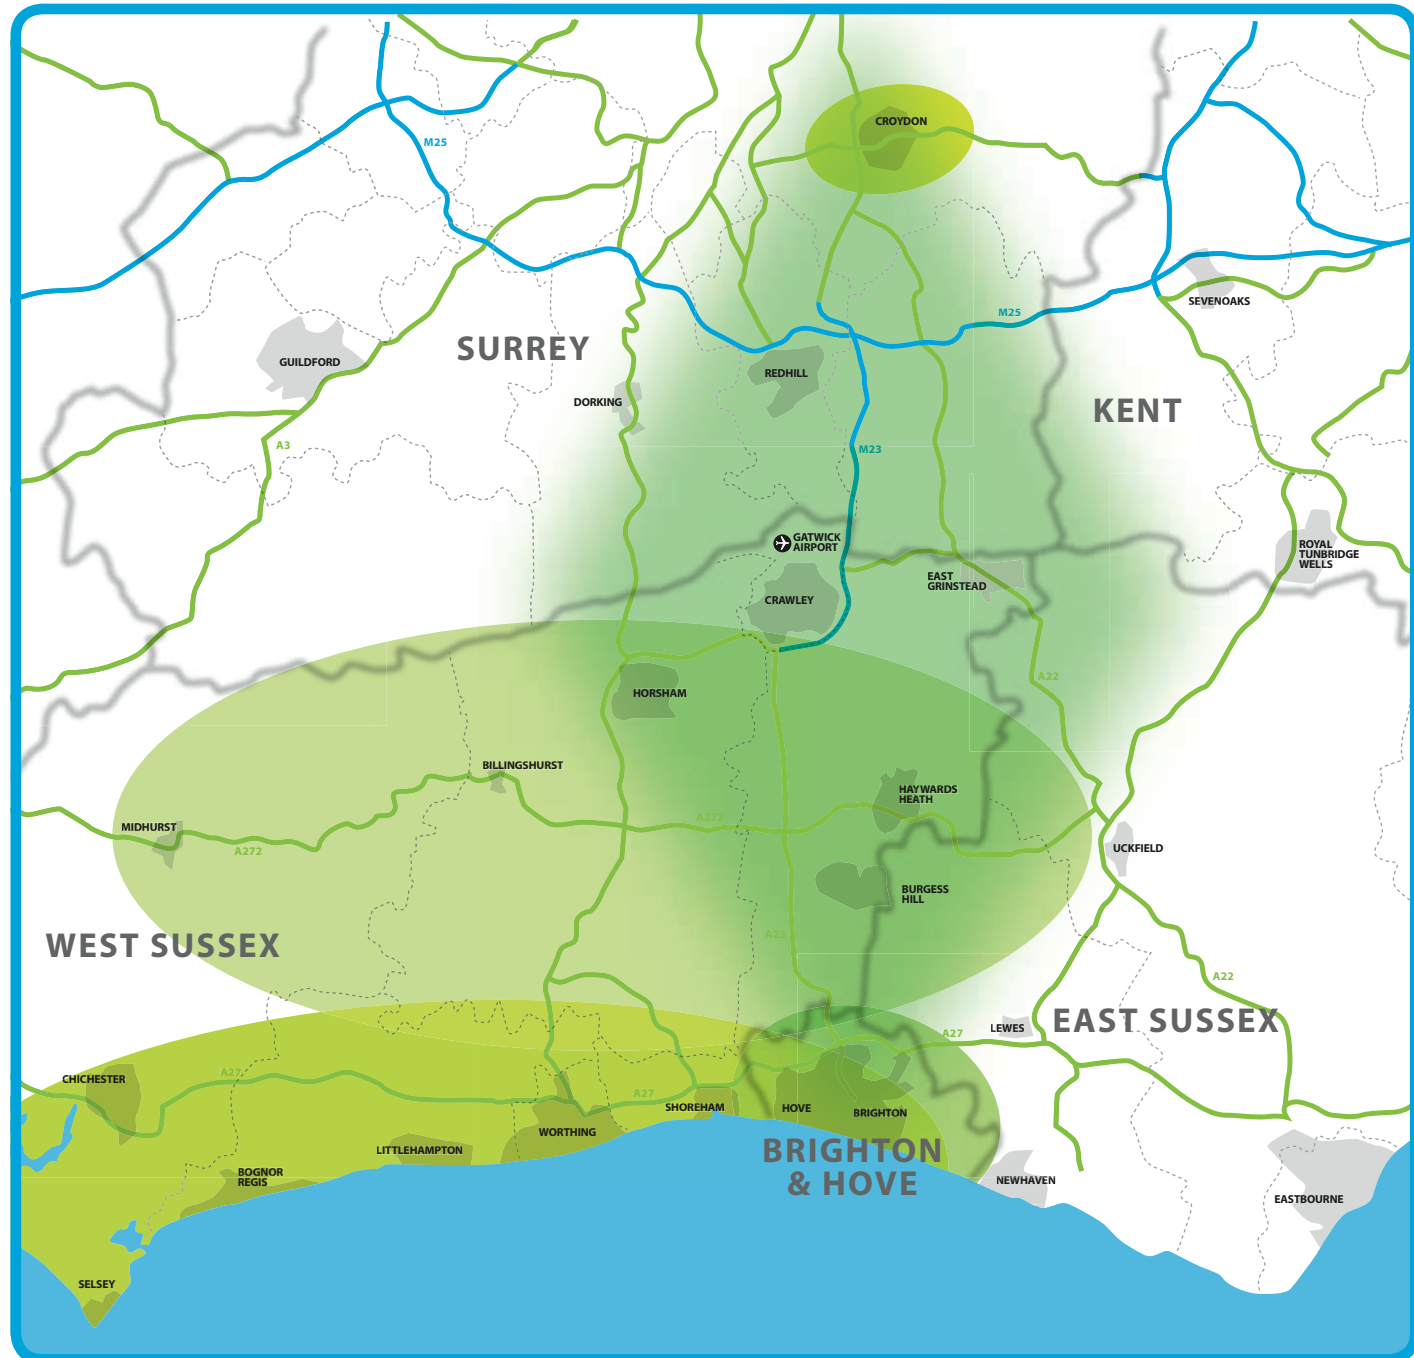 CROYDON
M25
M25
SEVENOAKS
SURREY
GUILDFORD
REDHILL
DORKING
KENT
A3
M23
GATWICK
AIRPORT
ROYAL
TUNBRIDGE
WELLS
EAST
GRINSTEAD
CRAWLEY
A22
HORSHAM
BILLINGSHURST
HAYWARDS
HEATH
A272
MIDHURST
A272
UCKFIELD
BURGESS
HILL
A23
WEST SUSSEX
A22
LEWES
EAST SUSSEX
A27
CHICHESTER
A27
A27
SHOREHAM
HOVE
BRIGHTON
WORTHING
LITTLEHAMPTON
BRIGHTON
& HOVE
BOGNOR
REGIS
NEWHAVEN
EASTBOURNE
SELSEY